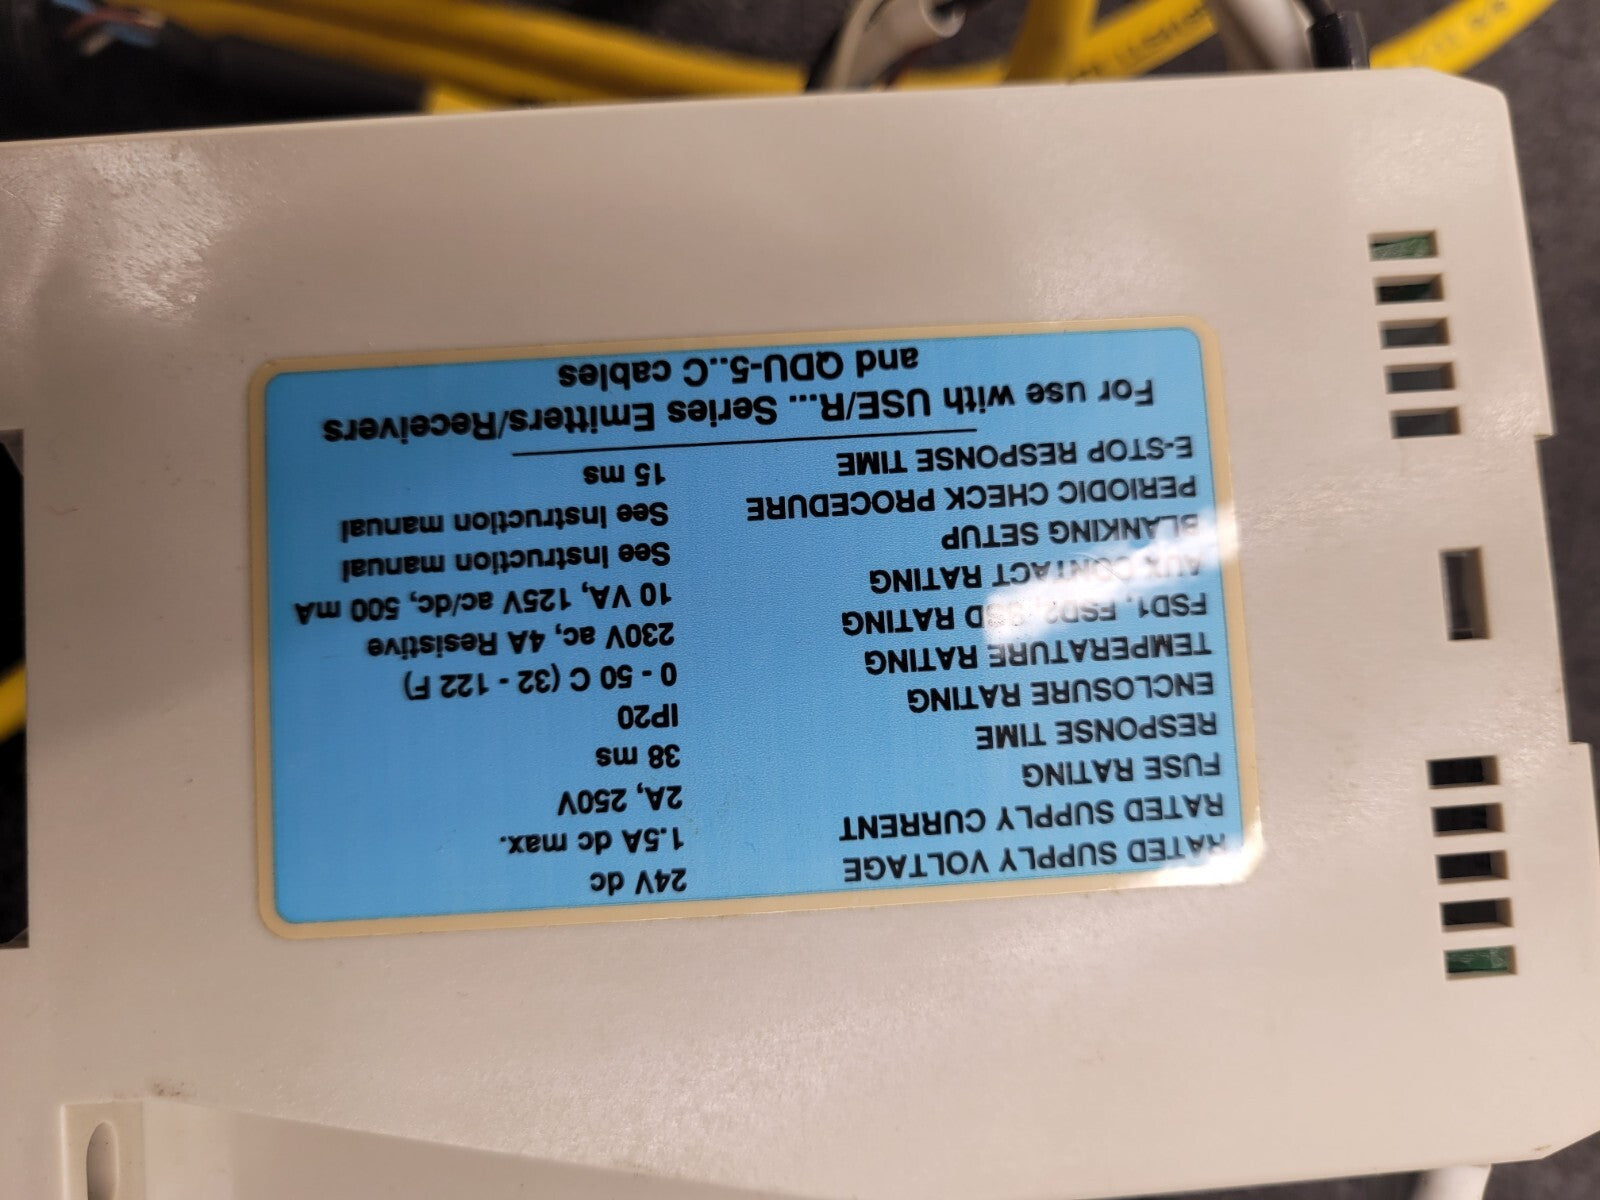 RATED SUPPLY VOLTAGE 24V dc
RATED SUPPLY CURRENT 1.5A dc max.
FUSE RATING 2A, 250V
RESPONSE TIME 38 ms
ENCLOSURE RATING IP20
TEMPERATURE RATING 0 - 50 C (32 - 122 F)
FSD1, FSD2, RATING 230V ac, 4A Resistive
AUX CONTACT RATING 10 VA, 125V ac/dc, 500 mA
BLANKING SETUP See Instruction manual
PERIODIC CHECK PROCEDURE See Instruction manual
E-STOP RESPONSE TIME 15 ms
For use with USE/R... Series Emitters/Receivers
and QDU-5..C cables